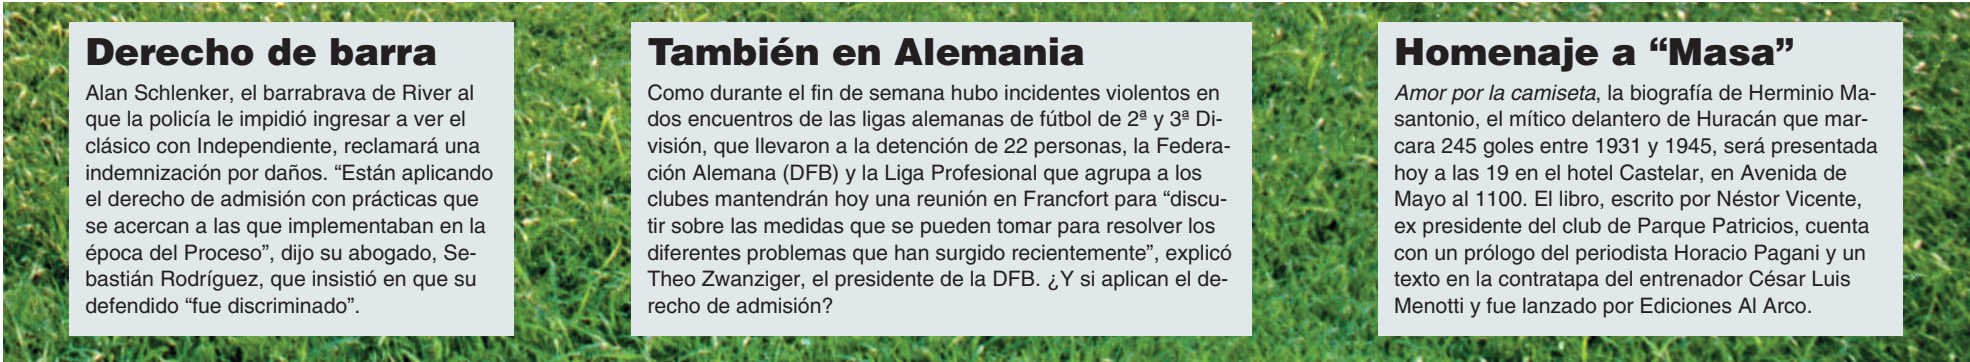 Derecho de barra
Alan Schlenker, el barrabrava de River al
que la policía le impidió ingresar a ver el
clásico con Independiente, reclamará una
indemnización por daños. “Están aplicando
el derecho de admisión con prácticas que
se acercan a las que implementaban en la
época del Proceso”, dijo su abogado, Se-
bastián Rodríguez, que insistió en que su
defendido “fue discriminado”.
También en Alemania
Como durante el fin de semana hubo incidentes violentos en
dos encuentros de las ligas alemanas de fútbol de 2ª y 3ª Di-
visión, que llevaron a la detención de 22 personas, la Federa-
ción Alemana (DFB) y la Liga Profesional que agrupa a los
clubes mantendrán hoy una reunión en Francfort para “discu-
tir sobre las medidas que se pueden tomar para resolver los
diferentes problemas que han surgido recientemente”, explicó
Theo Zwanziger, el presidente de la DFB. ¿Y si aplican el de-
recho de admisión?
Homenaje a “Masa”
Amor por la camiseta, la biografía de Herminio Ma-
santonio, el mítico delantero de Huracán que mar-
cara 245 goles entre 1931 y 1945, será presentada
hoy a las 19 en el hotel Castelar, en Avenida de
Mayo al 1100. El libro, escrito por Néstor Vicente,
ex presidente del club de Parque Patricios, cuenta
con un prólogo del periodista Horacio Pagani y un
texto en la contratapa del entrenador César Luis
Menotti y fue lanzado por Ediciones Al Arco.